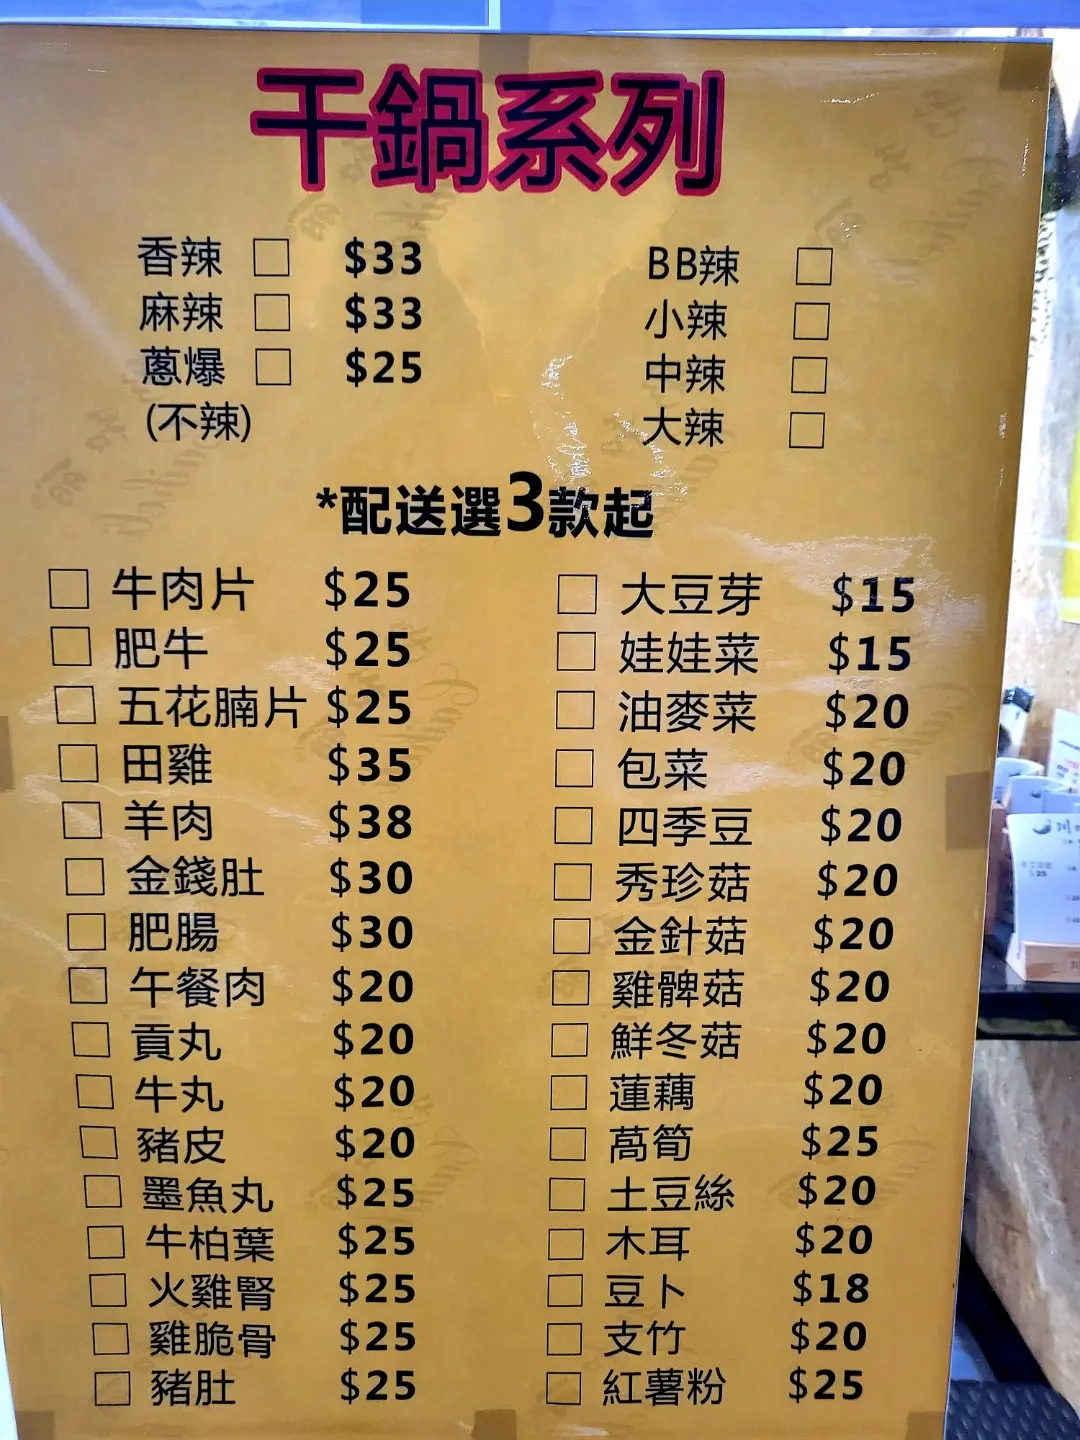 干鍋系列
香辣 □ $33
麻辣 □ $33
蔥爆 □ $25
(不辣)
BB辣 □
小辣 □
中辣 □
大辣 □
*配送選3款起
□ 牛肉片 $25
□ 肥牛 $25
□ 五花腩片 $25
□ 田雞 $35
□ 羊肉 $38
□ 金錢肚 $30
□ 肥腸 $30
□ 午餐肉 $20
□ 貢丸 $20
□ 牛丸 $20
□ 豬皮 $20
□ 墨魚丸 $25
□ 牛柏葉 $25
□ 火雞腎 $25
□ 雞脆骨 $25
□ 豬肚 $25
□ 大豆芽 $15
□ 娃娃菜 $15
□ 油麥菜 $20
□ 包菜 $20
□ 四季豆 $20
□ 秀珍菇 $20
□ 金針菇 $20
□ 雞髀菇 $20
□ 鮮冬菇 $20
□ 蓮藕 $20
□ 萵筍 $25
□ 土豆絲 $20
□ 木耳 $20
□ 豆卜 $18
□ 支竹 $20
□ 紅薯粉 $25